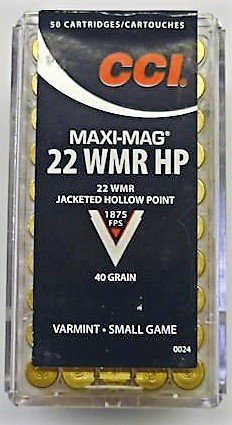 50 CARTRIDGES/CARTOUCHES
CCI.
MAXI-MAG®
22 WMR HP
22 WMR
JACKETED HOLLOW POINT
1875
FPS
40 GRAIN
VARMINT • SMALL GAME
0024